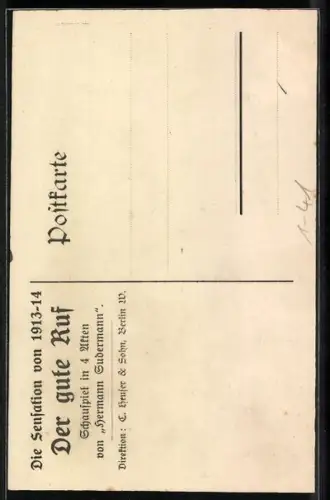 Die Sensation von 1913-14
Der gute Ruf
Schauspiel in 4 Akten
von „Hermann Sudermann“.
Direktion: C. Heuser & Sohn, Berlin W.
Postkarte